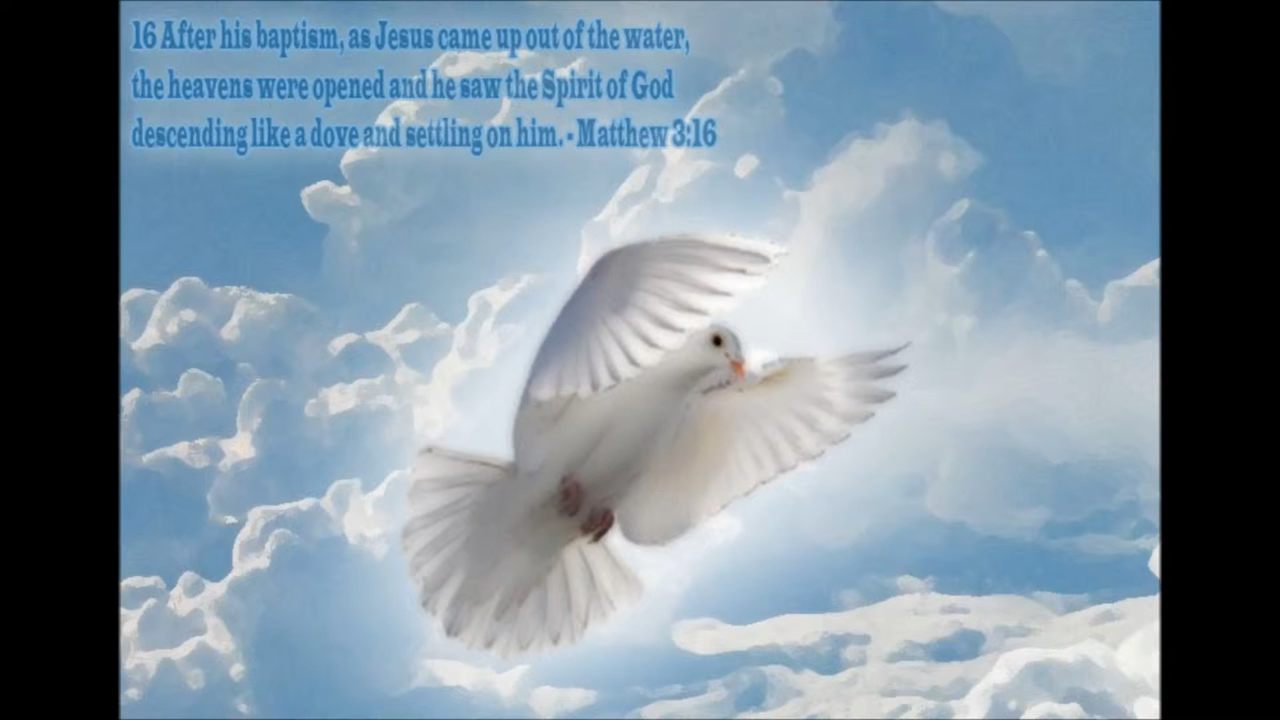 16 After his baptism, as Jesus came up out of the water,
the heavens were opened and he saw the Spirit of God
descending like a dove and settling on him. - Matthew 3:16